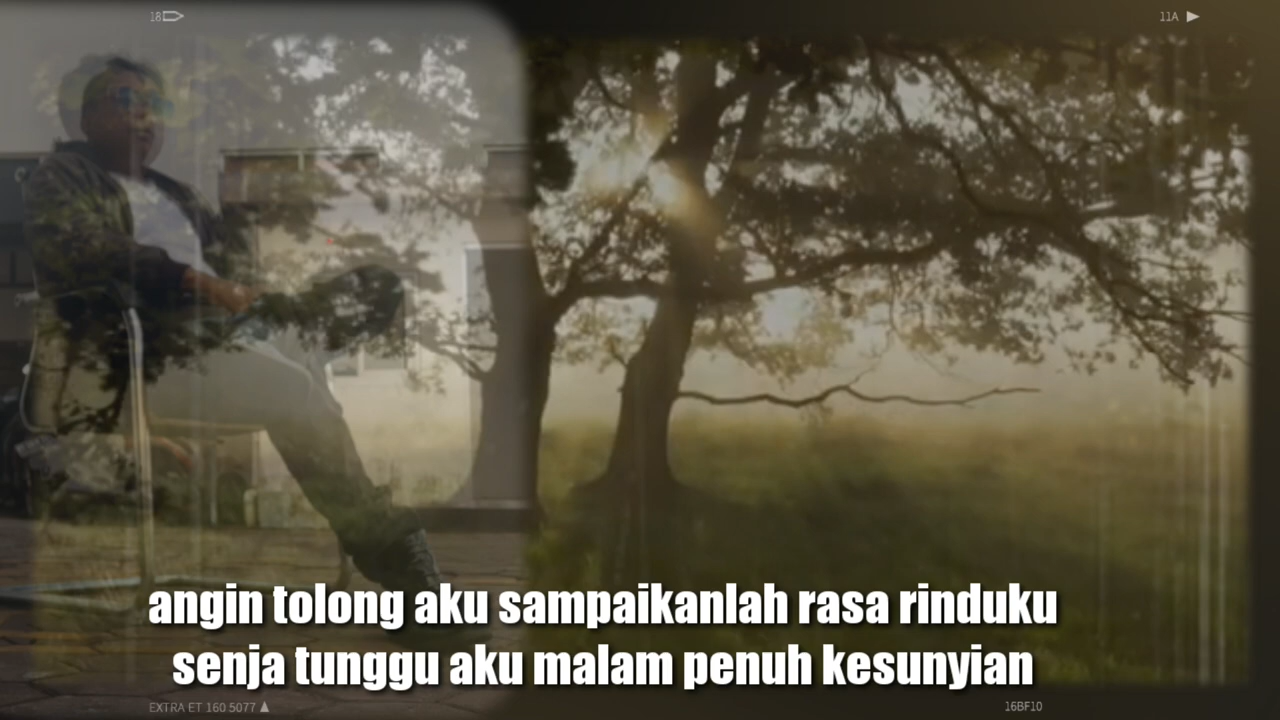 18
11A
angin tolong aku sampaikanlah rasa rinduku
senja tunggu aku malam penuh kesunyian
EXTRA ET 160 5077
16BF10